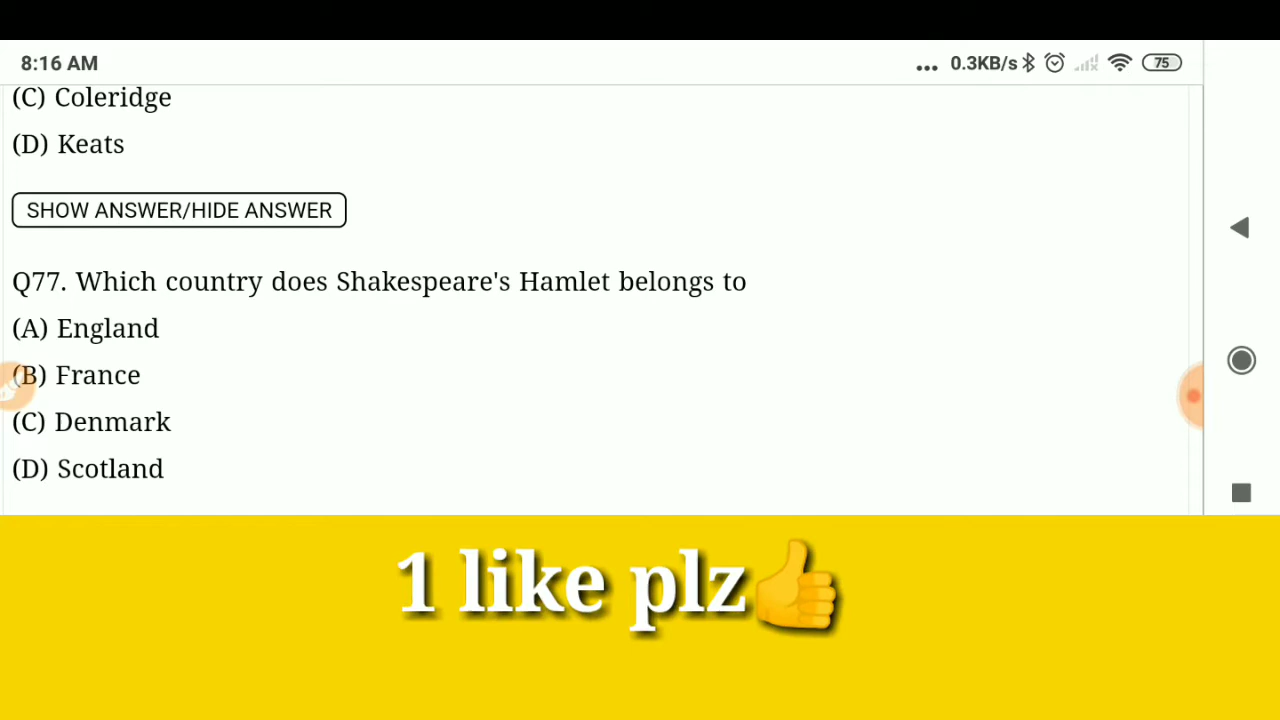 8:16 AM
... 0.3KB/s 75
(C) Coleridge
(D) Keats
SHOW ANSWER/HIDE ANSWER
Q77. Which country does Shakespeare's Hamlet belongs to
(A) England
(B) France
(C) Denmark
(D) Scotland
1 like plz👍